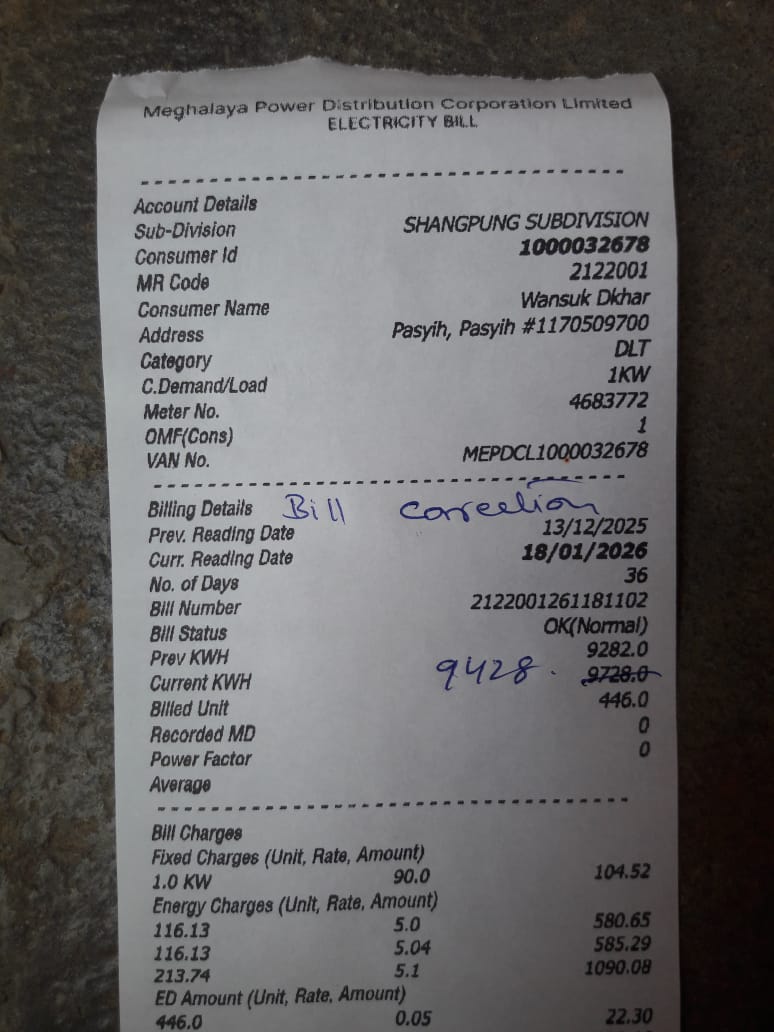 Meghalaya Power Distribution Corporation Limited
ELECTRICITY BILL
Account Details
Sub-Division SHANGPUNG SUBDIVISION
Consumer Id 1000032678
MR Code 2122001
Consumer Name Wansuk Dkhar
Address Pasyih, Pasyih #1170509700
Category DLT
C.Demand/Load 1KW
Meter No. 4683772
OMF(Cons) 1
VAN No. MEPDCL1000032678
Billing Details Bill correction
Prev. Reading Date 13/12/2025
Curr. Reading Date 18/01/2026
No. of Days 36
Bill Number 2122001261181102
Bill Status OK(Normal)
Prev KWH 9282.0
Current KWH 9428. 9728.0
Billed Unit 446.0
Recorded MD 0
Power Factor 0
Average
Bill Charges
Fixed Charges (Unit, Rate, Amount)
1.0 KW 90.0 104.52
Energy Charges (Unit, Rate, Amount)
116.13 5.0 580.65
116.13 5.04 585.29
213.74 5.1 1090.08
ED Amount (Unit, Rate, Amount)
446.0 0.05 22.30